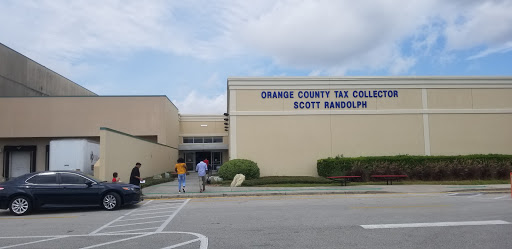 ORANGE COUNTY TAX COLLECTOR
SCOTT RANDOLPH